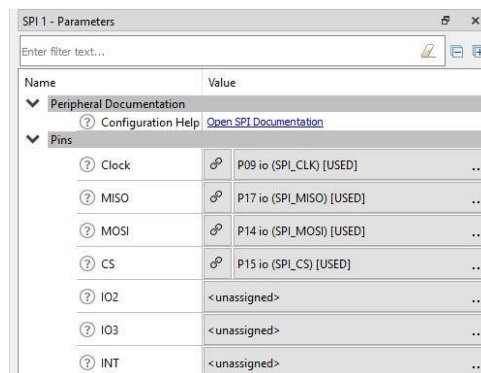 SPI 1 - Parameters
Enter filter text...
Name Value
Peripheral Documentation
Configuration Help Open SPI Documentation
Pins
Clock P09 io (SPI_CLK) [USED] ..
MISO P17 io (SPI_MISO) [USED] ..
MOSI P14 io (SPI_MOSI) [USED] ..
CS P15 io (SPI_CS) [USED] ..
IO2 <unassigned> ..
IO3 <unassigned> ..
INT <unassigned> ..